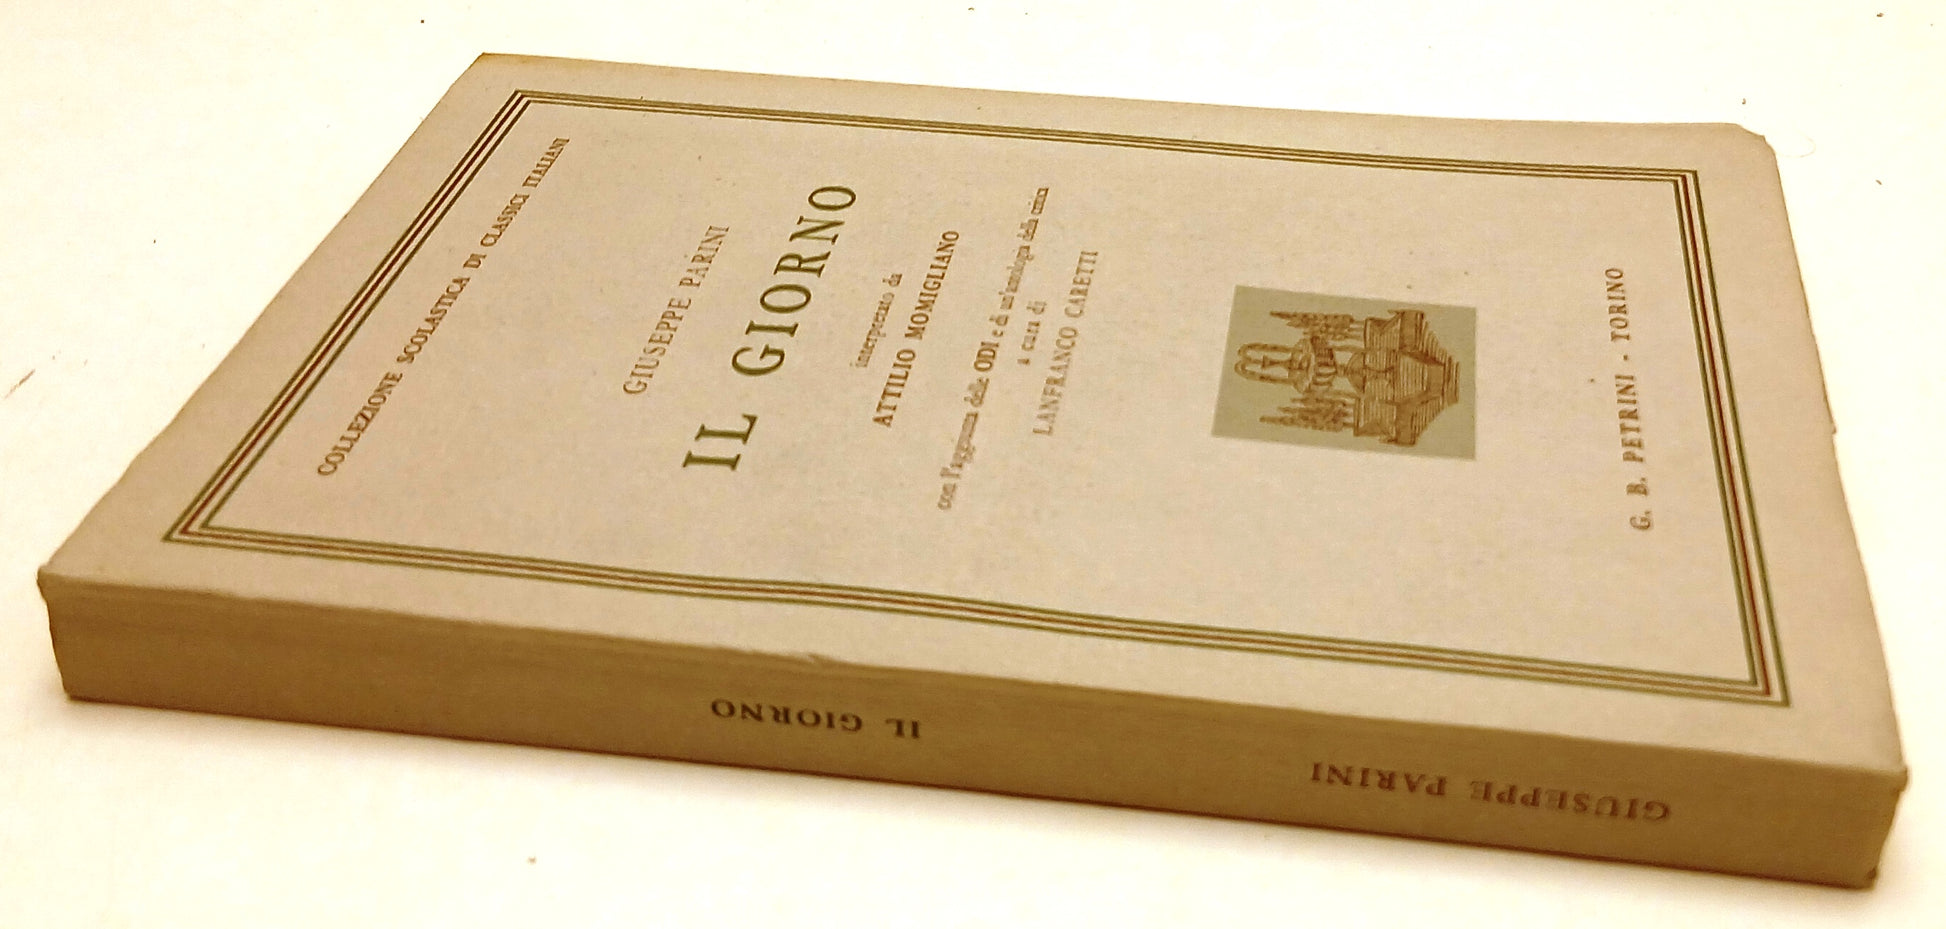 COLLEZIONE SCOLASTICA DI CLASSICI ITALIANI
GIUSEPPE PARINI
IL GIORNO
interpretato da
ATTILIO MOMIGLIANO
con l'aggiunta delle ODI e di un'antologia della critica
a cura di
LANFRANCO CARETTI
G. B. PETRINI - TORINO
GIUSEPPE PARINI
IL GIORNO